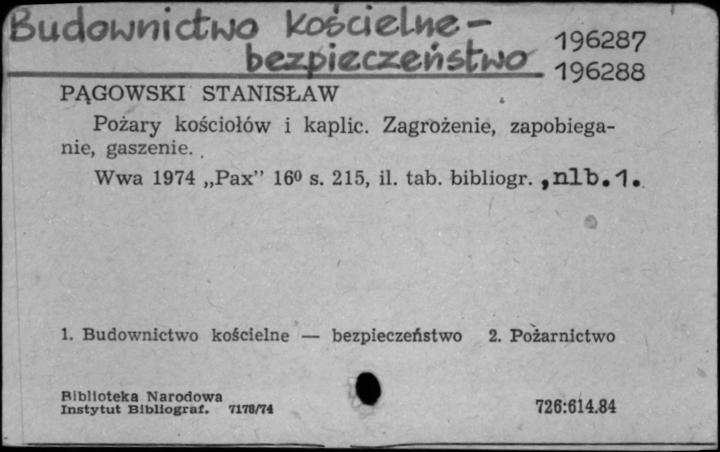 Budownictwo kościelne - 196287
bezpieczeństwo 196288
PĄGOWSKI STANISŁAW
Pożary kościołów i kaplic. Zagrożenie, zapobiega-
nie, gaszenie.
Wwa 1974 „Pax” 16⁰ s. 215, il. tab. bibliogr. ,nlb.1.
1. Budownictwo kościelne — bezpieczeństwo 2. Pożarnictwo
Biblioteka Narodowa
Instytut Bibliograf. 7178/74 726:614.84